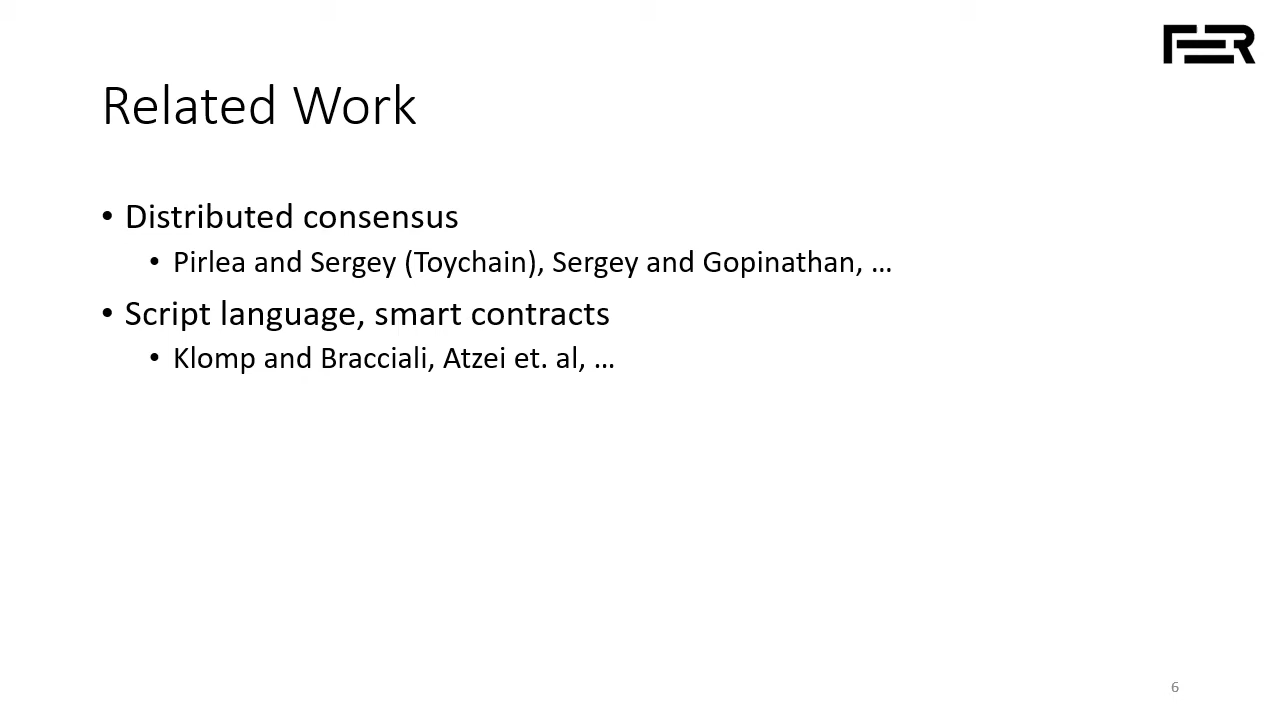 FER
Related Work
• Distributed consensus
• Pirlea and Sergey (Toychain), Sergey and Gopinathan, …
• Script language, smart contracts
• Klomp and Bracciali, Atzei et. al, …
6